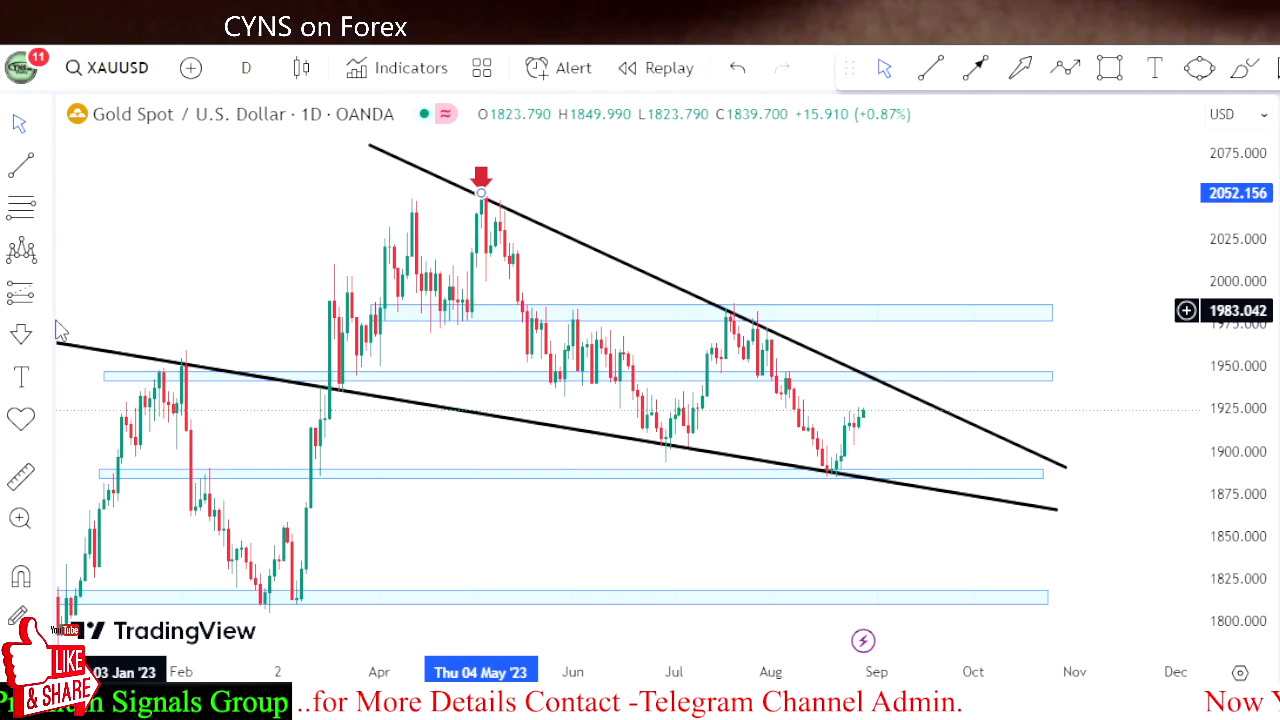 CYNS on Forex
11
XAUUSD
D
Indicators
Alert
Replay
Gold Spot / U.S. Dollar · 1D · OANDA
O1823.790 H1849.990 L1823.790 C1839.700 +15.910 (+0.87%)
USD
2075.000
2052.156
2025.000
2000.000
1983.042
1975.000
1950.000
1925.000
1900.000
1875.000
1850.000
1825.000
1800.000
TradingView
YouTube
LIKE
& SHARE
03 Jan '23
Feb
2
Apr
Thu 04 May '23
Jun
Jul
Aug
Sep
Oct
Nov
Dec
Signals Group ..for More Details Contact -Telegram Channel Admin.
Now